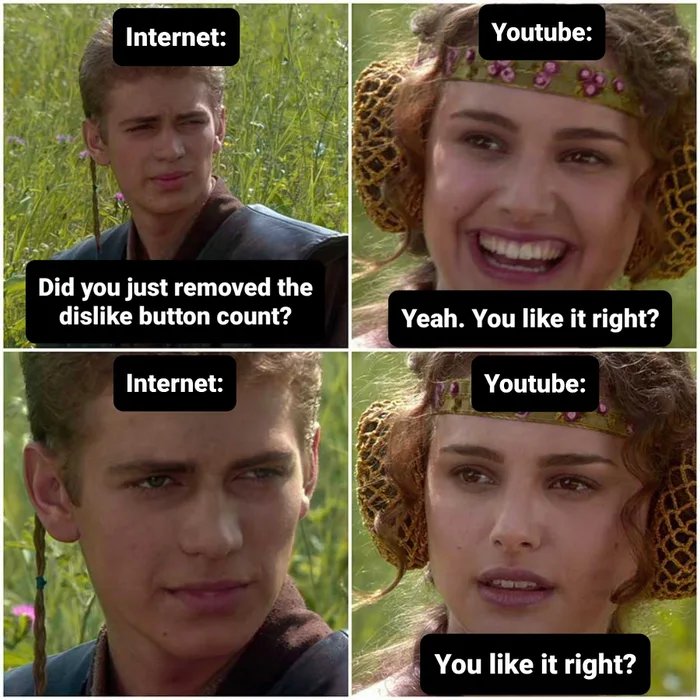 Internet:
Did you just removed the
dislike button count?
Youtube:
Yeah. You like it right?
Internet:
Youtube:
You like it right?